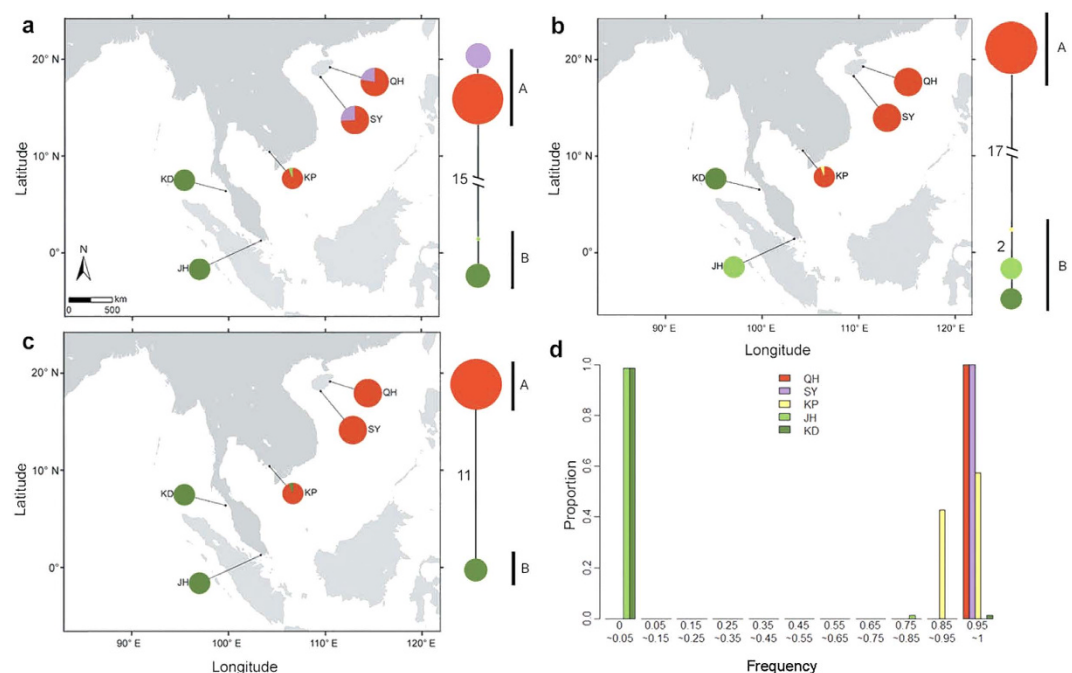 a
Latitude
20° N
10° N
0°
QH
SY
KP
KD
JH
N
0 500
km
A
15
B
b
Latitude
20° N
10° N
0°
QH
SY
KP
KD
JH
90° E 100° E 110° E 120° E
Longitude
A
17
2
B
c
Latitude
20° N
10° N
0°
QH
SY
KP
KD
JH
90° E 100° E 110° E 120° E
Longitude
A
11
B
d
Proportion
1.0
0.8
0.6
0.4
0.2
0.0
QH
SY
KP
JH
KD
0 0.05 0.15 0.25 0.35 0.45 0.55 0.65 0.75 0.85 0.95
~0.05 ~0.15 ~0.25 ~0.35 ~0.45 ~0.55 ~0.65 ~0.75 ~0.85 ~0.95 ~1
Frequency